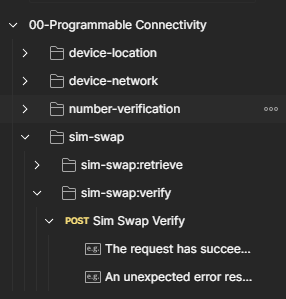 00-Programmable Connectivity
device-location
device-network
number-verification
sim-swap
sim-swap:retrieve
sim-swap:verify
POST Sim Swap Verify
e.g. The request has succee...
e.g. An unexpected error res...